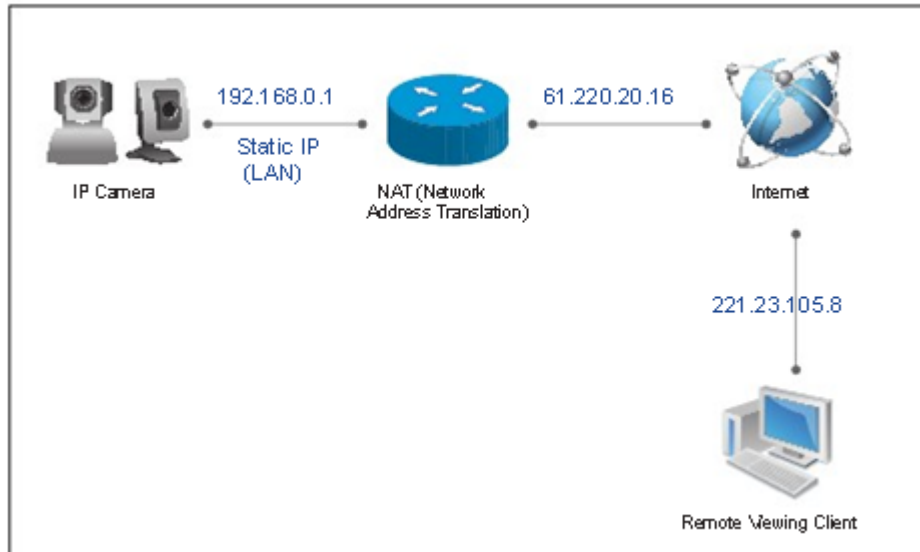 192.168.0.1
Static IP
(LAN)
61.220.20.16
IP Camera
NAT (Network
Address Translation)
Internet
221.23.105.8
Remote Viewing Client